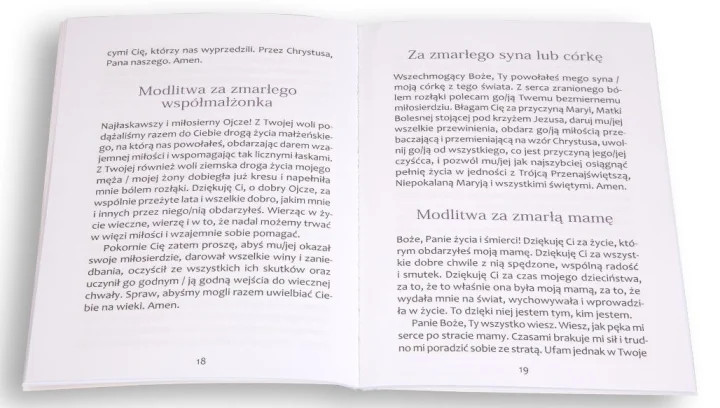 cymi Cię, którzy nas wyprzedzili. Przez Chrystusa,
Pana naszego. Amen.
Modlitwa za zmarłego
współmałżonka
Najłaskawszy i miłosierny Ojcze! Z Twojej woli po-
dążaliśmy razem do Ciebie drogą życia małżeńskie-
go, na którą nas powołałeś, obdarzając darem wza-
jemnej miłości i wspomagając tak licznymi łaskami.
Z Twojej również woli ziemska droga życia mojego
męża / mojej żony dobiegła już kresu i napełniła
mnie bólem rozłąki. Dziękuję Ci, o dobry Ojcze, za
wspólnie przeżyte lata i wszelkie dobro, jakim mnie
i innych przez niego/nią obdarzyłeś. Wierząc w ży-
cie wieczne, wierzę i w to, że nadal możemy trwać
w więzi miłości i wzajemnie sobie pomagać.
Pokornie Cię zatem proszę, abyś mu/jej okazał
swoje miłosierdzie, darował wszelkie winy i zanie-
dbania, oczyścił ze wszystkich ich skutków oraz
uczynił go godnym / ją godną wejścia do wiecznej
chwały. Spraw, abyśmy mogli razem uwielbiać Cie-
bie na wieki. Amen.
18
Za zmarłego syna lub córkę
Wszechmogący Boże, Ty powołałeś mego syna /
moją córkę z tego świata. Z serca zranionego bó-
lem rozłąki polecam go/ją Twemu bezmiernemu
miłosierdziu. Błagam Cię za przyczyną Maryi, Matki
Bolesnej stojącej pod krzyżem Jezusa, daruj mu/jej
wszelkie przewinienia, obdarz go/ją miłością prze-
baczającą i przemieniającą na wzór Chrystusa, uwol-
nij go/ją od wszystkiego, co jest przyczyną jego/jej
czyśćca, i pozwól mu/jej jak najszybciej osiągnąć
pełnię życia w jedności z Trójcą Przenajświętszą,
Niepokalaną Maryją i wszystkimi świętymi. Amen.
Modlitwa za zmarłą mamę
Boże, Panie życia i śmierci! Dziękuję Ci za życie, któ-
rym obdarzyłeś moją mamę. Dziękuję Ci za wszyst-
kie dobre chwile z nią spędzone, wspólną radość
i smutek. Dziękuję Ci za czas mojego dzieciństwa,
za to, że to właśnie ona była moją mamą, za to, że
wydała mnie na świat, wychowywała i wprowadzi-
ła w życie. To dzięki niej jestem tym, kim jestem.
Panie Boże, Ty wszystko wiesz. Wiesz, jak pęka mi
serce po stracie mamy. Czasami brakuje mi sił i trud-
no mi poradzić sobie ze stratą. Ufam jednak w Twoje
19